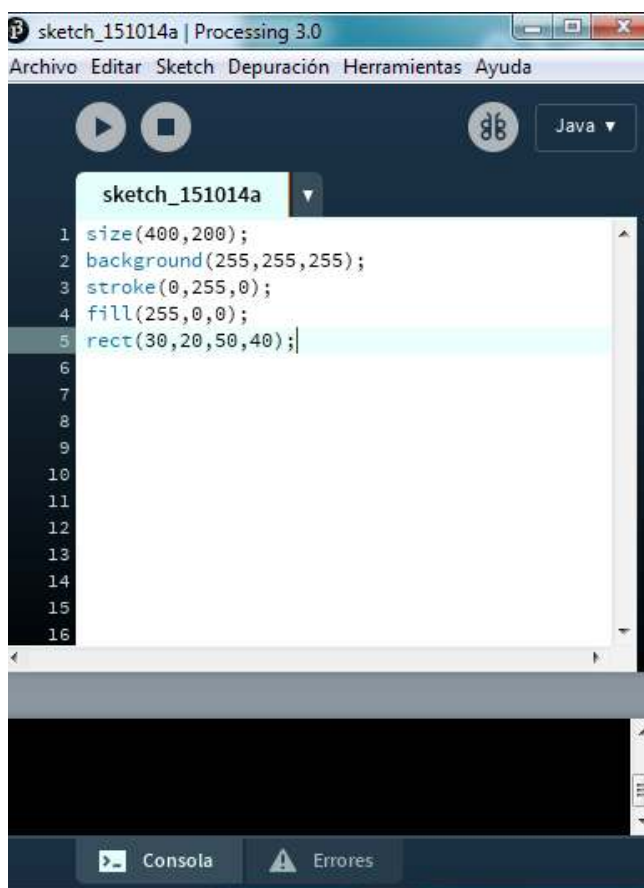 sketch_151014a | Processing 3.0
Archivo Editar Sketch Depuración Herramientas Ayuda
Java ▼
sketch_151014a ▼
1 size(400,200);
2 background(255,255,255);
3 stroke(0,255,0);
4 fill(255,0,0);
5 rect(30,20,50,40);
6
7
8
9
10
11
12
13
14
15
16
>_ Consola Errores